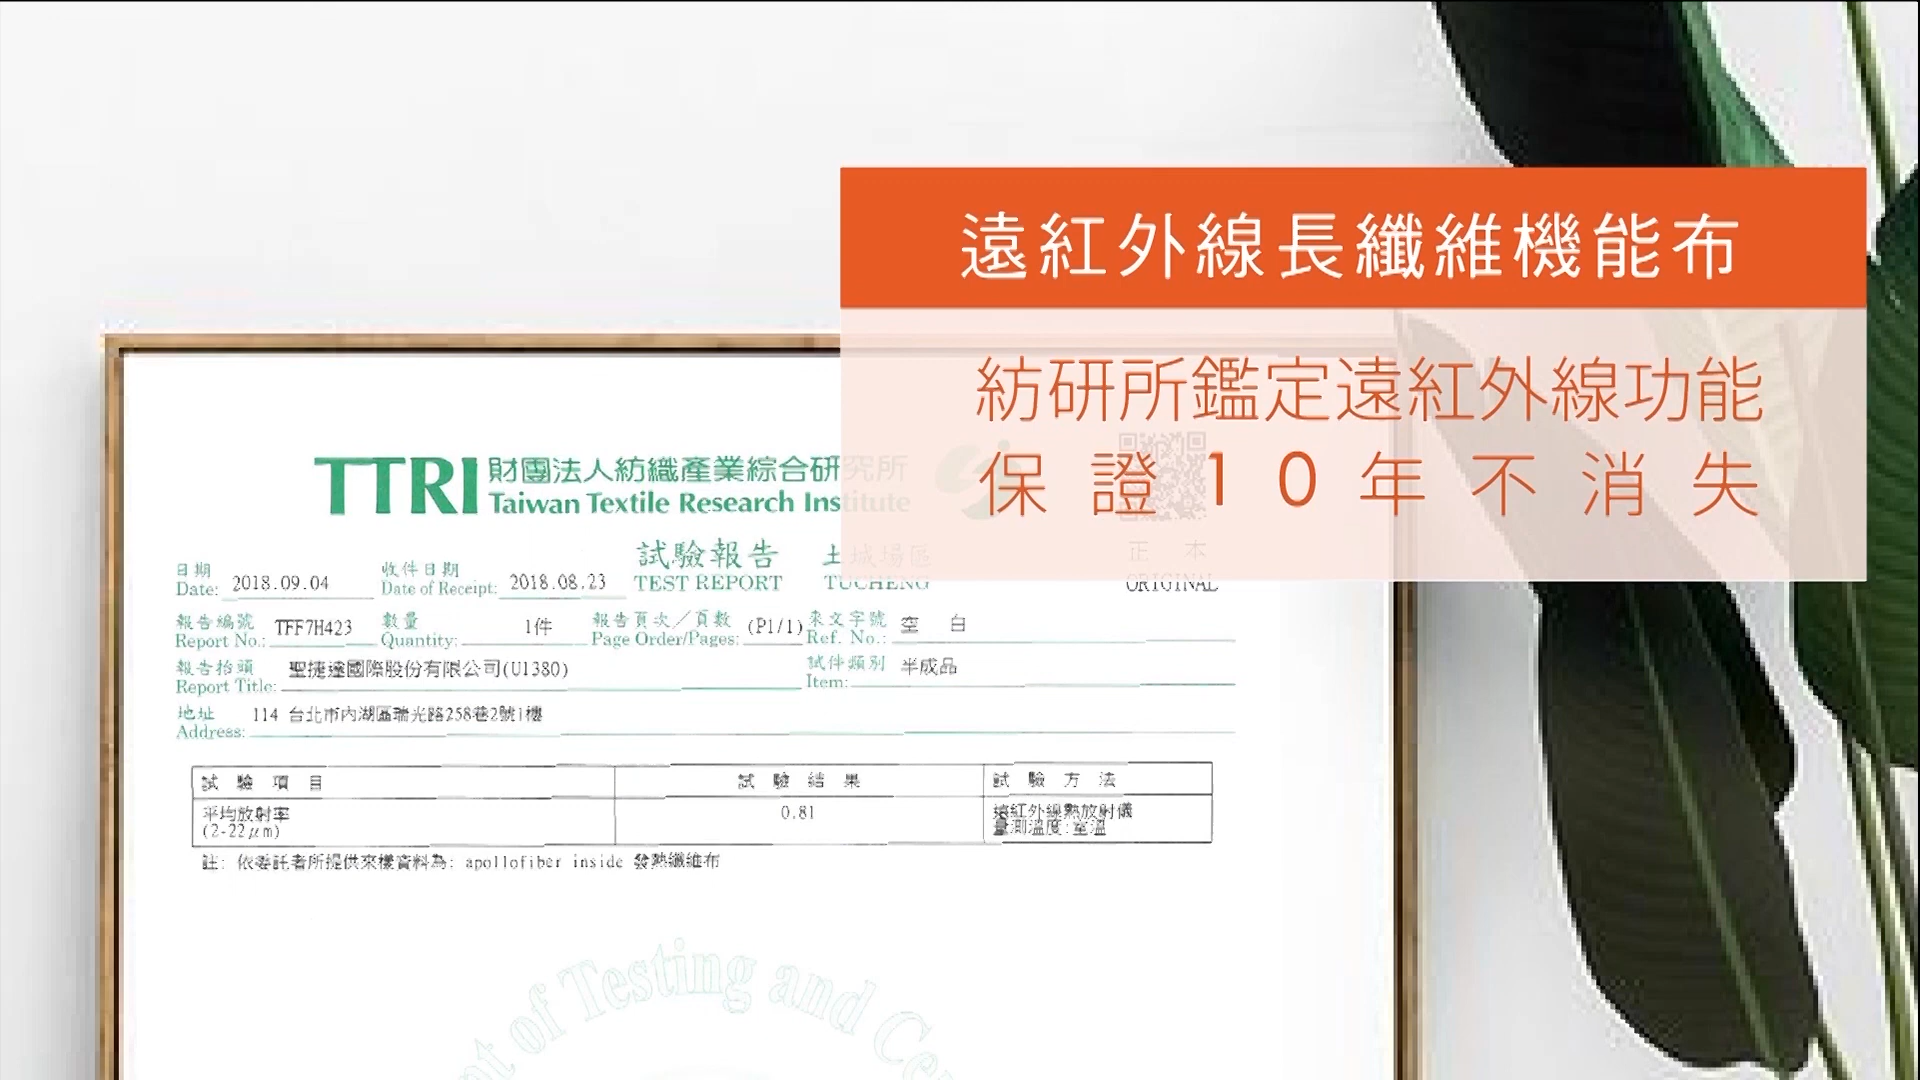 遠紅外線長纖維機能布
紡研所鑑定遠紅外線功能
保證10年不消失
TTRI 財團法人紡織產業綜合研究所
Taiwan Textile Research Institute
試驗報告 土城場區 正本
TEST REPORT TUCHENG ORIGINAL
日期 收件日期
Date: 2018.09.04 Date of Receipt: 2018.08.23
報告編號 數量 報告頁次/頁數 來文字號
Report No.: TFF7H423 Quantity: 1件 Page Order/Pages: (P1/1) Ref. No.: 空 白
報告抬頭 聖捷達國際股份有限公司(U1380) 試件類別 半成品
Report Title: Item:
地址 114 台北市內湖區瑞光路258巷2號1樓
Address:
試驗項目 試驗結果 試驗方法
平均放射率 0.81 遠紅外線熱放射儀
(2-22μm) 量測溫度:室溫
註: 依委託者所提供來樣資料為: apollofiber inside 發熱纖維布
of Testing and